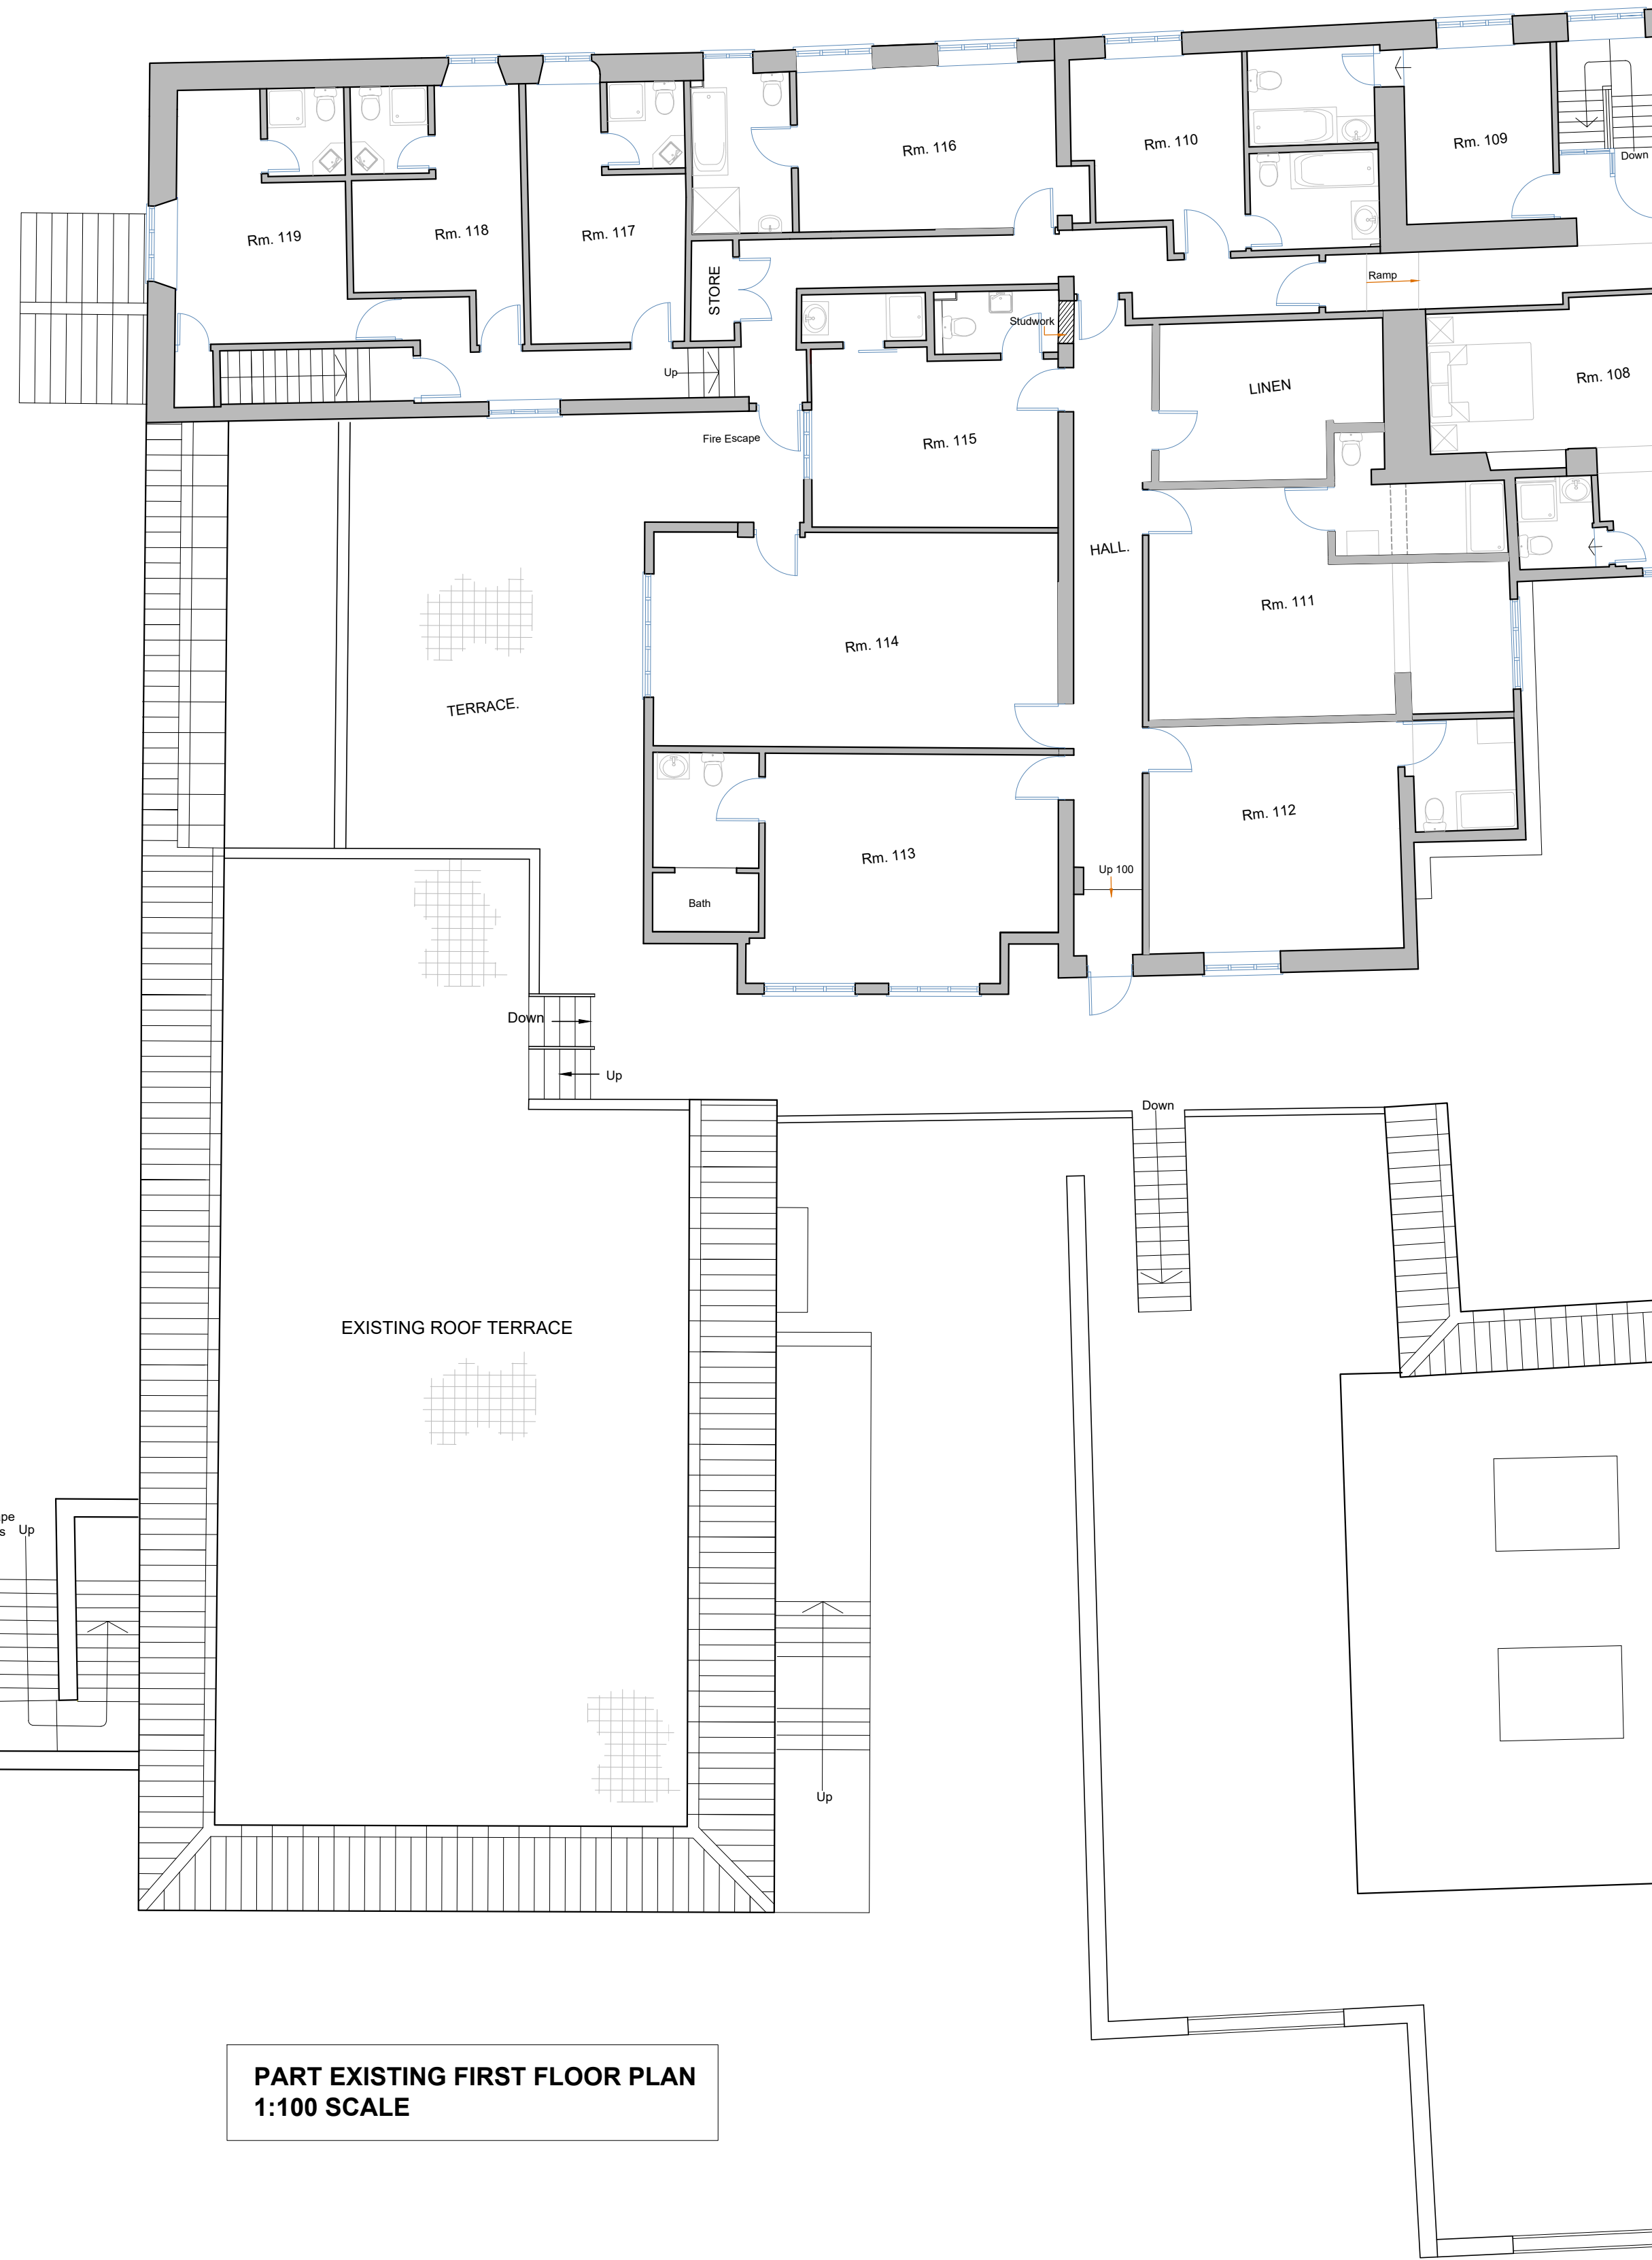 Rm. 116
Rm. 110
Rm. 109
Down
Rm. 119
Rm. 118
Rm. 117
STORE
Ramp
Studwork
Up
LINEN
Rm. 108
Fire Escape
Rm. 115
HALL.
Rm. 111
Rm. 114
TERRACE.
Rm. 112
Rm. 113
Up 100
Bath
Down
Up
Down
EXISTING ROOF TERRACE
pe
s Up
Up
PART EXISTING FIRST FLOOR PLAN
1:100 SCALE